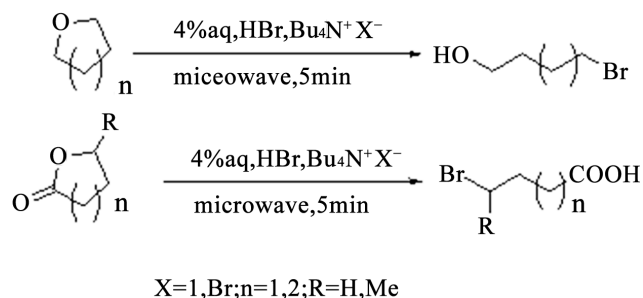 O
n
4%aq,HBr,Bu₄N⁺X⁻
miceowave,5min
HO
Br
R
O
O
n
4%aq,HBr,Bu₄N⁺X⁻
microwave,5min
Br
R
COOH
n
X=1,Br;n=1,2;R=H,Me